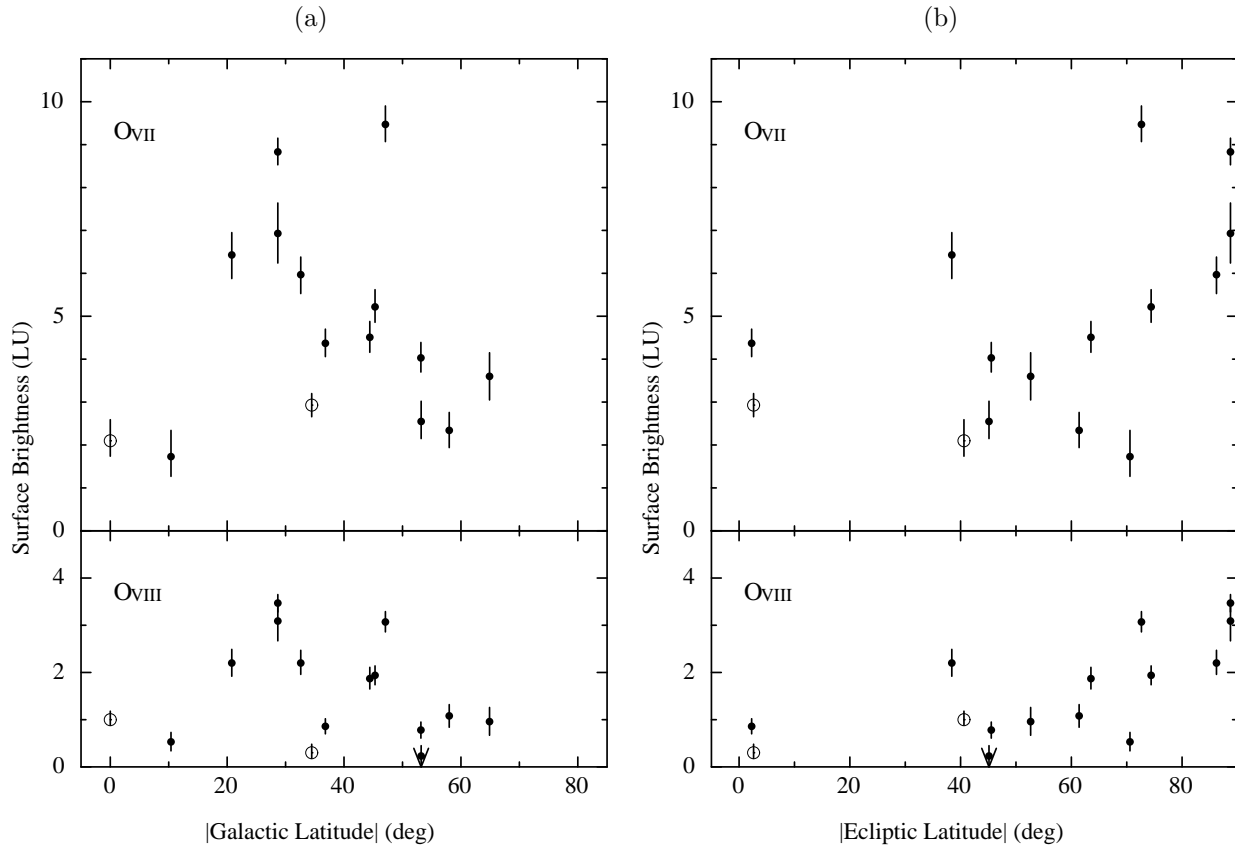 (a)
(b)
OVII
OVII
10
5
0
10
5
0
Surface Brightness (LU)
Surface Brightness (LU)
OVIII
OVIII
4
2
0
4
2
0
0 20 40 60 80
0 20 40 60 80
|Galactic Latitude| (deg)
|Ecliptic Latitude| (deg)